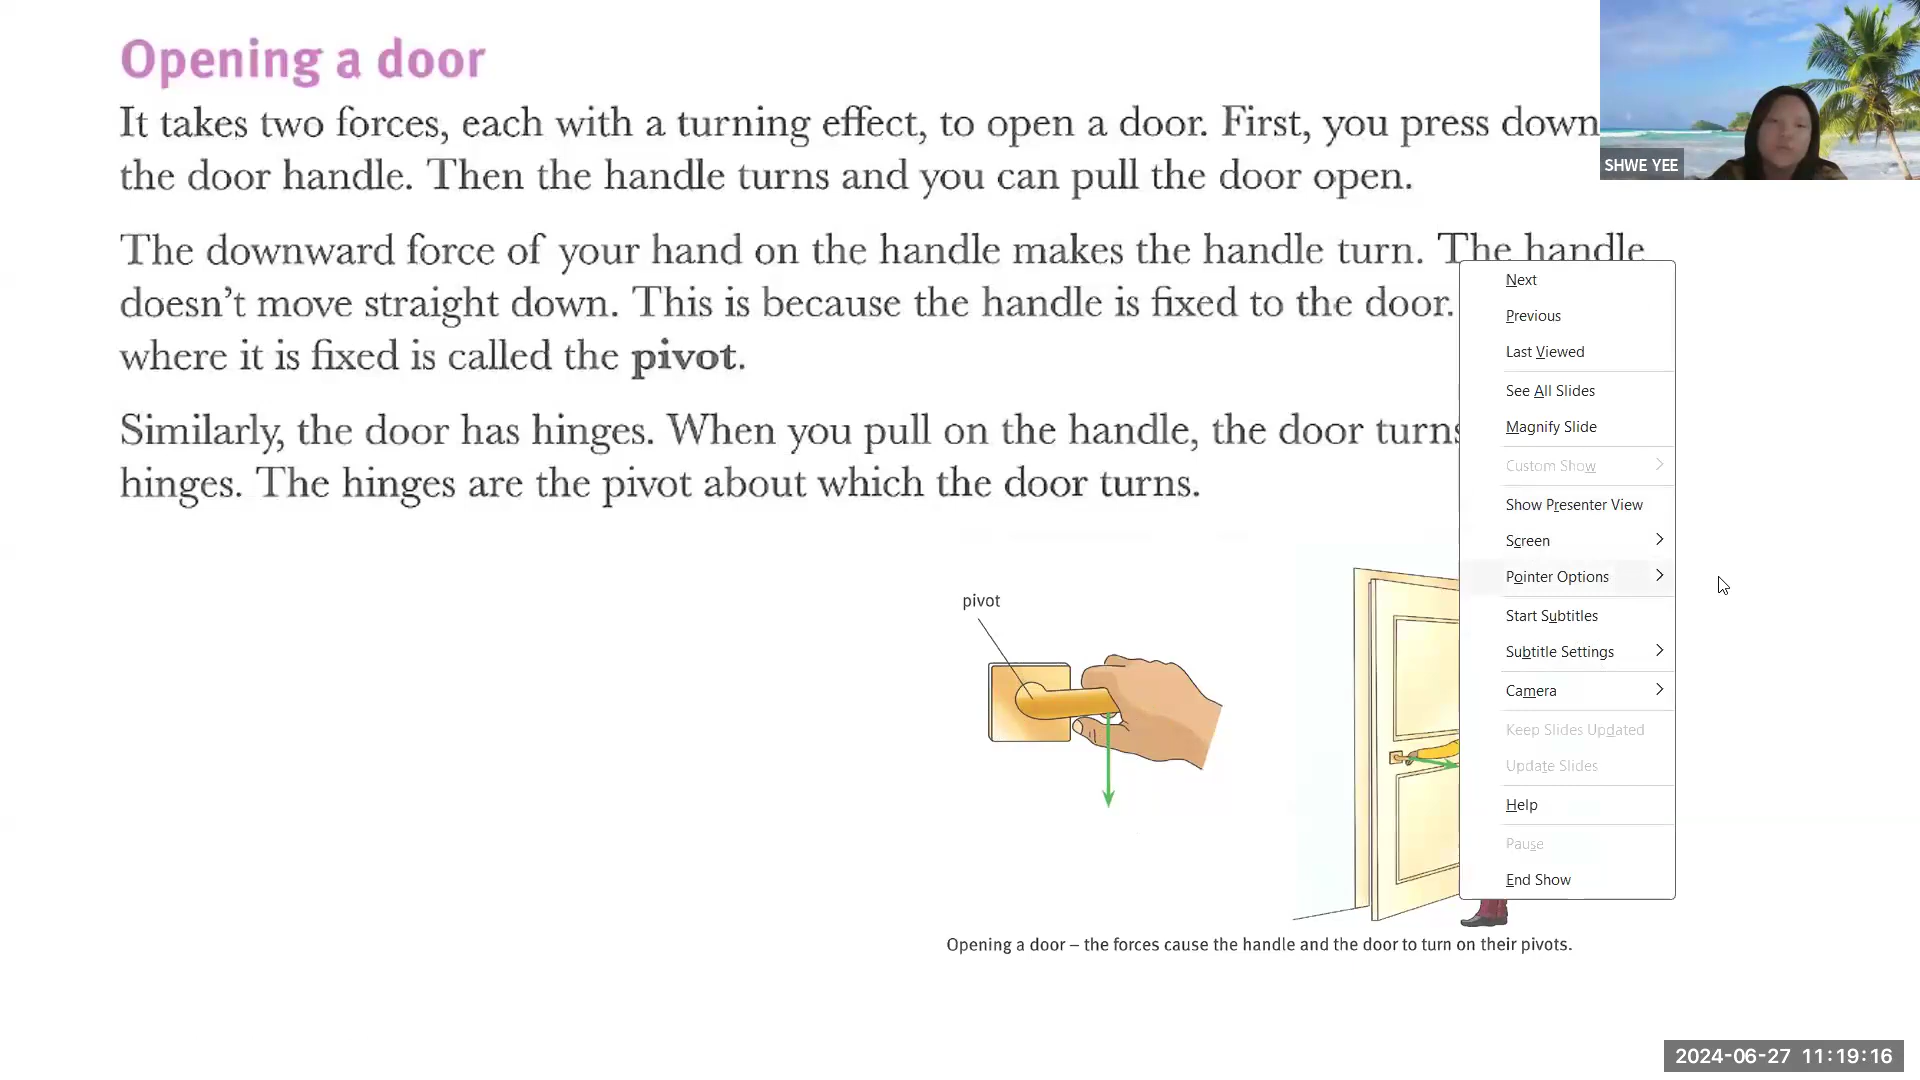 Opening a door
It takes two forces, each with a turning effect, to open a door. First, you press down
the door handle. Then the handle turns and you can pull the door open.
The downward force of your hand on the handle makes the handle turn. The handle
doesn’t move straight down. This is because the handle is fixed to the door.
where it is fixed is called the pivot.
Similarly, the door has hinges. When you pull on the handle, the door turns
hinges. The hinges are the pivot about which the door turns.
pivot
Opening a door – the forces cause the handle and the door to turn on their pivots.
SHWE YEE
Next
Previous
Last Viewed
See All Slides
Magnify Slide
Custom Show
Show Presenter View
Screen
Pointer Options
Start Subtitles
Subtitle Settings
Camera
Keep Slides Updated
Update Slides
Help
Pause
End Show
2024-06-27 11:19:16